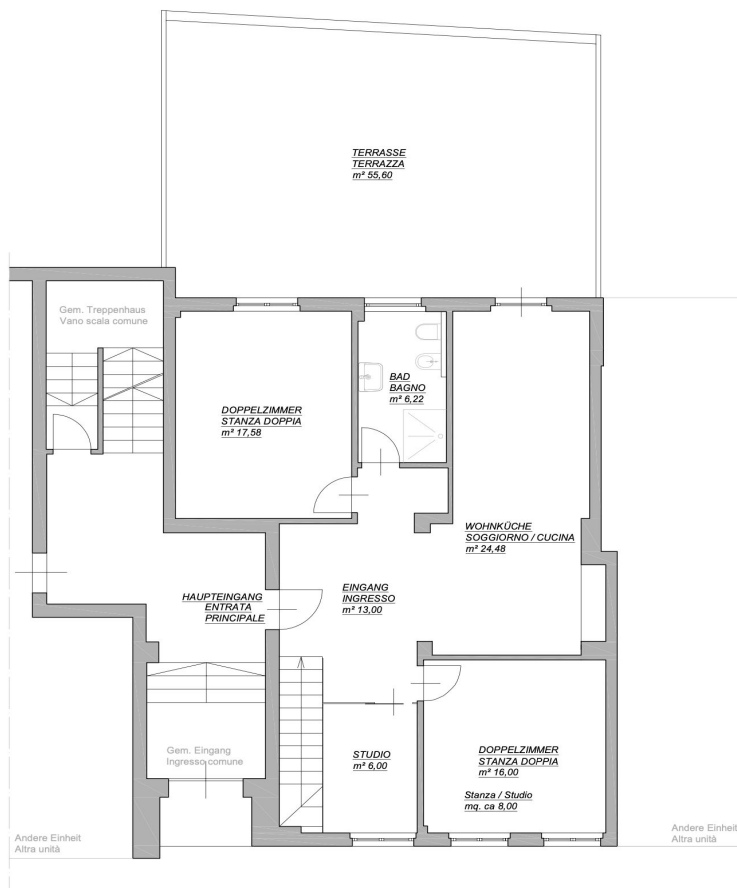 TERRASSE
TERRAZZA
m² 55,60
Gem. Treppenhaus
Vano scala comune
BAD
BAGNO
m² 6,22
DOPPELZIMMER
STANZA DOPPIA
m² 17,58
WOHNKÜCHE
SOGGIORNO / CUCINA
m² 24,48
HAUPTEINGANG
ENTRATA
PRINCIPALE
EINGANG
INGRESSO
m² 13,00
Gem. Eingang
Ingresso comune
STUDIO
m² 6,00
DOPPELZIMMER
STANZA DOPPIA
m² 16,00
Stanza / Studio
mq. ca 8,00
Andere Einheit
Altra unità
Andere Einheit
Altra unità